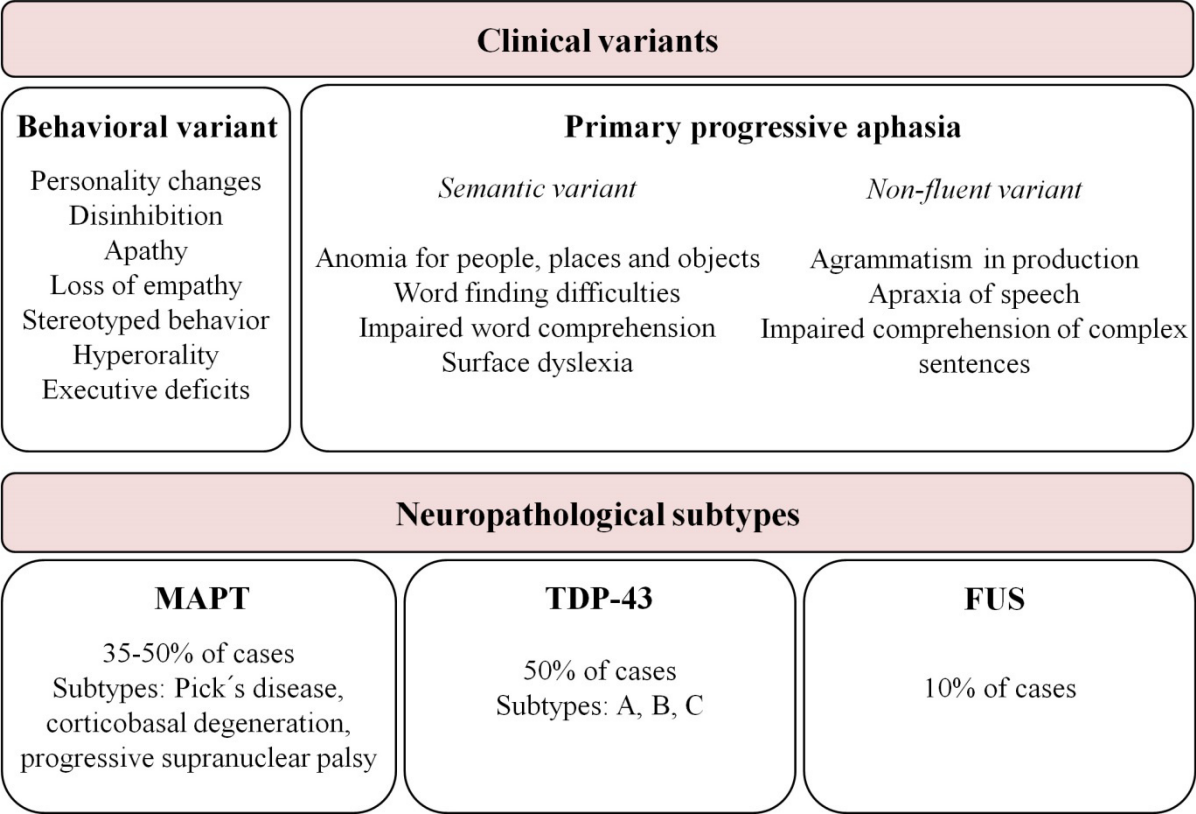 Clinical variants
Behavioral variant
Personality changes
Disinhibition
Apathy
Loss of empathy
Stereotyped behavior
Hyperorality
Executive deficits
Primary progressive aphasia
Semantic variant
Anomia for people, places and objects
Word finding difficulties
Impaired word comprehension
Surface dyslexia
Non-fluent variant
Agrammatism in production
Apraxia of speech
Impaired comprehension of complex
sentences
Neuropathological subtypes
MAPT
35-50% of cases
Subtypes: Pick´s disease,
corticobasal degeneration,
progressive supranuclear palsy
TDP-43
50% of cases
Subtypes: A, B, C
FUS
10% of cases